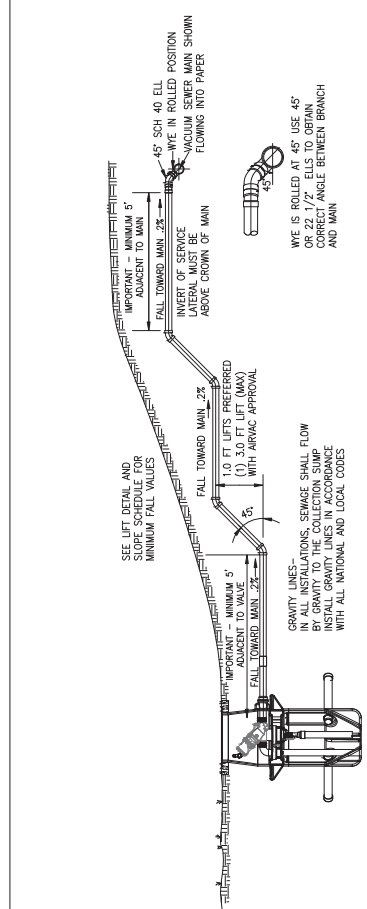 SEE LIFT DETAIL AND
SLOPE SCHEDULE FOR
MINIMUM FALL VALUES
IMPORTANT - MINIMUM 5'
ADJACENT TO MAIN
FALL TOWARD MAIN .2%
45° SCH 40 ELL
WYE IN ROLLED POSITION
VACUUM SEWER MAIN SHOWN
FLOWING INTO PAPER
INVERT OF SERVICE
LATERAL MUST BE
ABOVE CROWN OF MAIN
FALL TOWARD MAIN .2%
1.0 FT LIFTS PREFERRED
(1) 3.0 FT LIFT (MAX)
WITH AIRVAC APPROVAL
45°
IMPORTANT - MINIMUM 5'
ADJACENT TO VALVE
FALL TOWARD MAIN .2%
GRAVITY LINES-
IN ALL INSTALLATIONS, SEWAGE SHALL FLOW
BY GRAVITY TO THE COLLECTION SUMP
INSTALL GRAVITY LINES IN ACCORDANCE
WITH ALL NATIONAL AND LOCAL CODES
45°
WYE IS ROLLED AT 45° USE 45°
OR 22 1/2° ELLS TO OBTAIN
CORRECT ANGLE BETWEEN BRANCH
AND MAIN